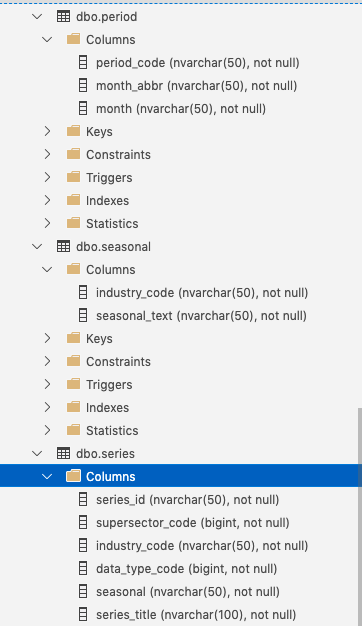 dbo.period
Columns
period_code (nvarchar(50), not null)
month_abbr (nvarchar(50), not null)
month (nvarchar(50), not null)
Keys
Constraints
Triggers
Indexes
Statistics
dbo.seasonal
Columns
industry_code (nvarchar(50), not null)
seasonal_text (nvarchar(50), not null)
Keys
Constraints
Triggers
Indexes
Statistics
dbo.series
Columns
series_id (nvarchar(50), not null)
supersector_code (bigint, not null)
industry_code (nvarchar(50), not null)
data_type_code (bigint, not null)
seasonal (nvarchar(50), not null)
series_title (nvarchar(100), not null)